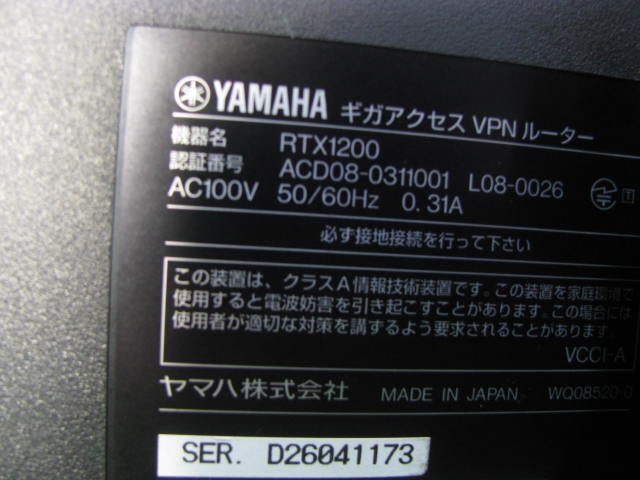 YAMAHA ギガアクセス VPN ルーター
機器名 RTX1200
認証番号 ACD08-0311001 L08-0026
AC100V 50/60Hz 0.31A
必ず接地接続を行って下さい
この装置は、クラスA情報技術装置です。この装置を家庭環境で
使用すると電波妨害を引き起こすことがあります。この場合には
使用者が適切な対策を講ずるよう要求されることがあります。
VCCI-A
ヤマハ株式会社 MADE IN JAPAN WQ08520-
SER. D26041173